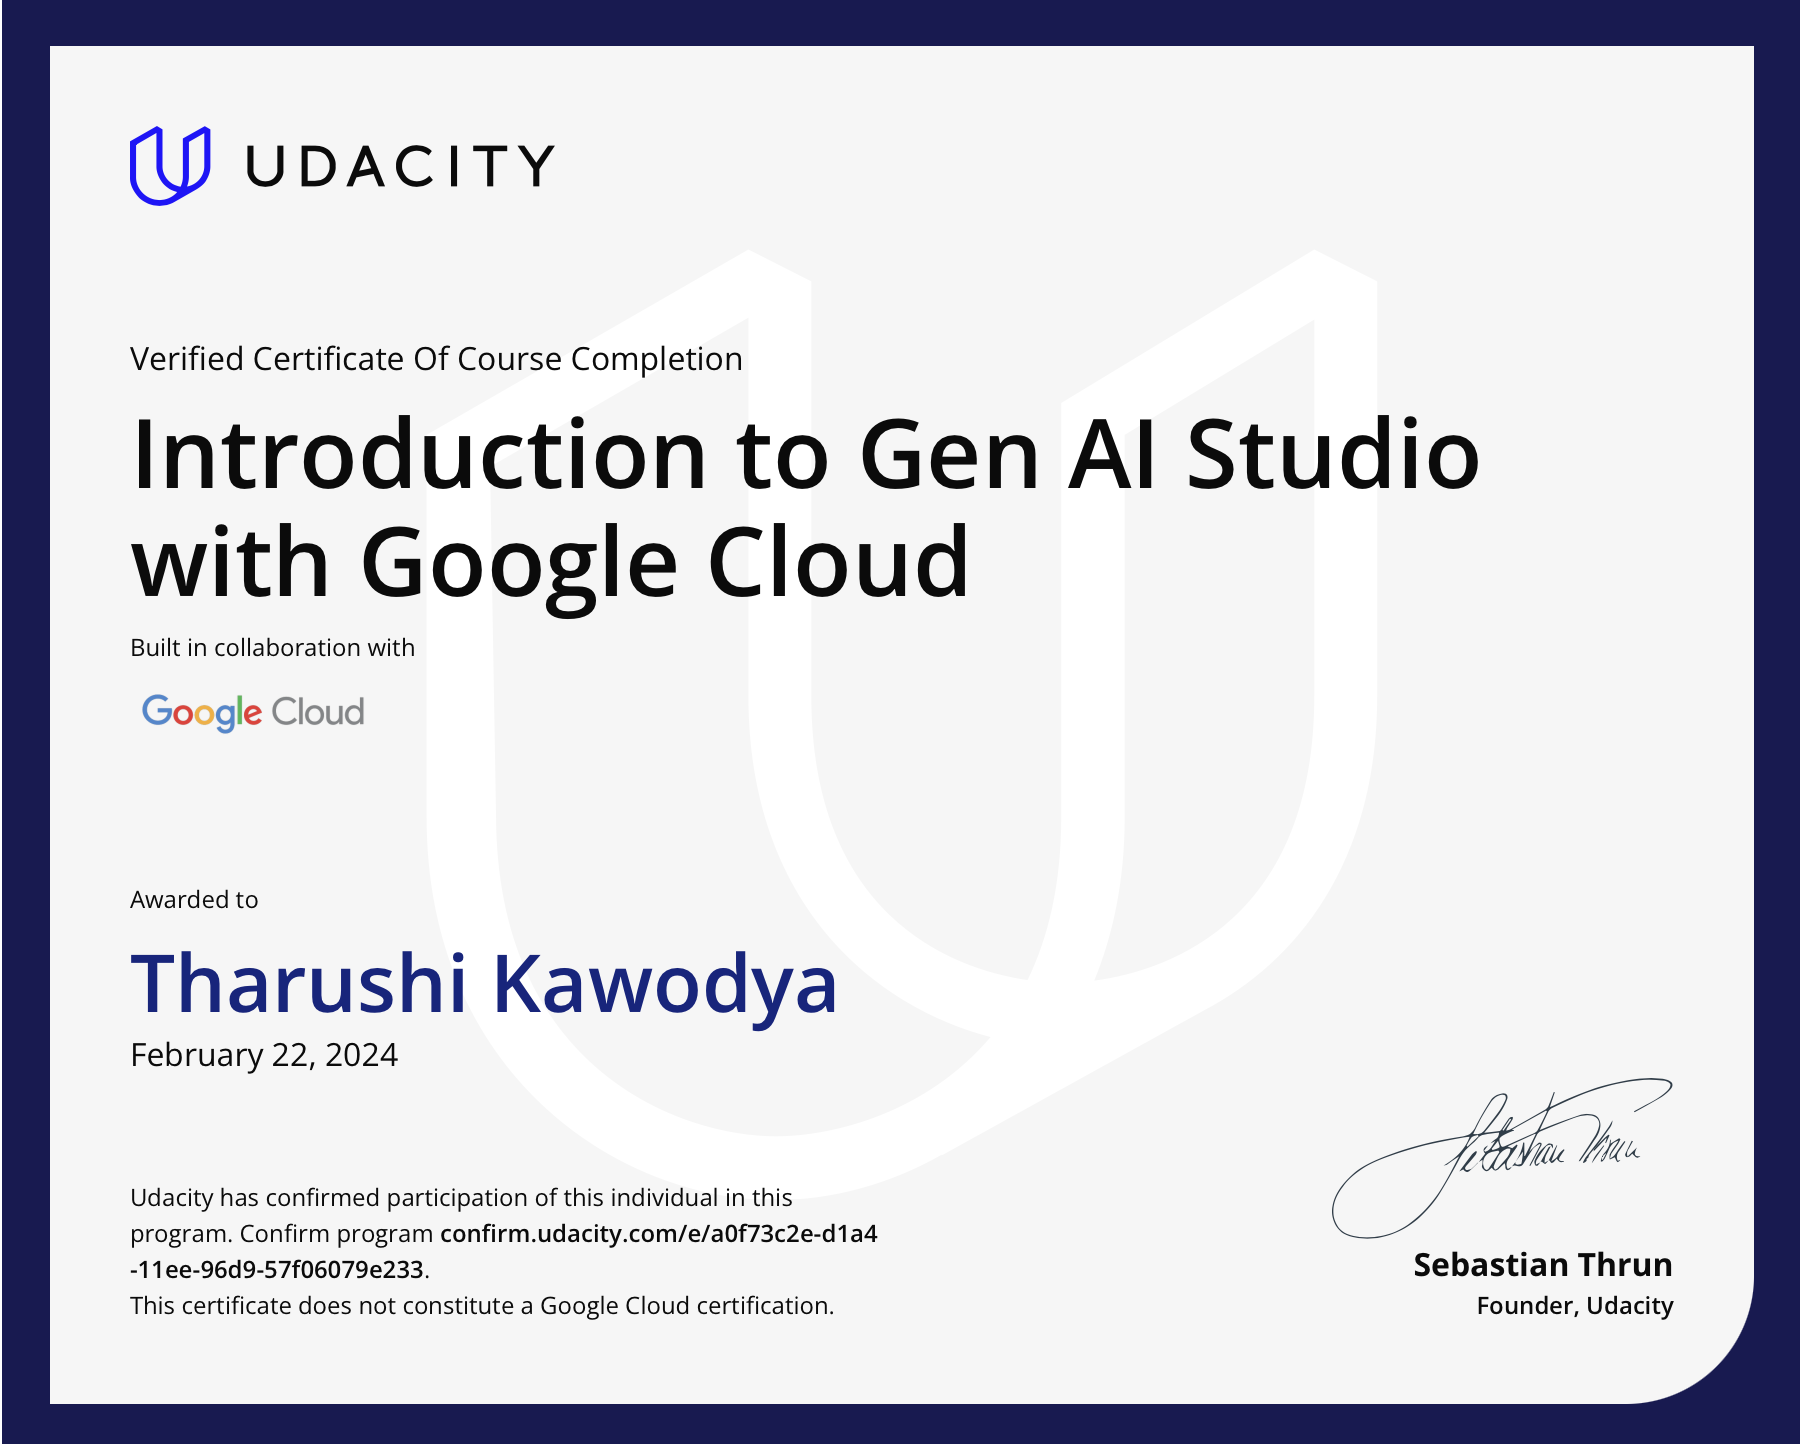 UDACITY
Verified Certificate Of Course Completion
Introduction to Gen AI Studio
with Google Cloud
Built in collaboration with
Google Cloud
Awarded to
Tharushi Kawodya
February 22, 2024
Udacity has confirmed participation of this individual in this
program. Confirm program confirm.udacity.com/e/a0f73c2e-d1a4
-11ee-96d9-57f06079e233.
This certificate does not constitute a Google Cloud certification.
Sebastian Thrun
Sebastian Thrun
Founder, Udacity